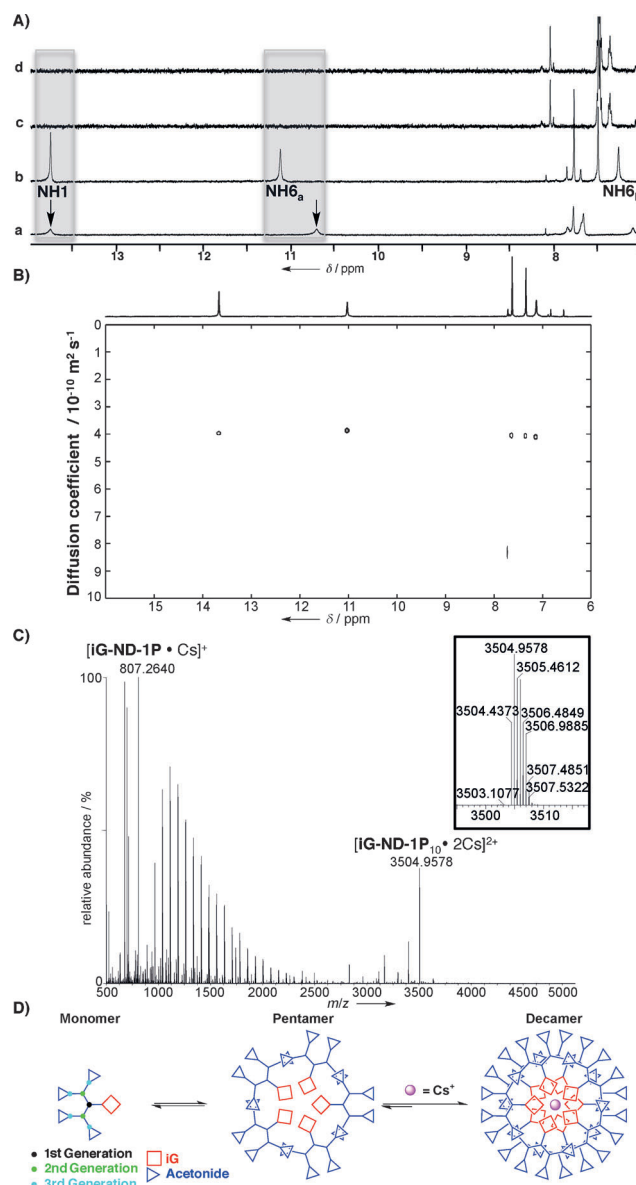 A)
d
c
b
NH1
NH6a
NH6
a
13 12 11 10 9 8
δ / ppm
B)
Diffusion coefficient / 10⁻¹⁰ m² s⁻¹
0
1
2
3
4
5
6
7
8
9
10
15 14 13 12 11 10 9 8 7 6
δ / ppm
C)
[iG-ND-1P • Cs]⁺
807.2640
100
relative abundance / %
0
3504.9578
3505.4612
3504.4373
3506.4849
3506.9885
3507.4851
3503.1077
3507.5322
3500 3510
[iG-ND-1P₁₀ • 2Cs]²⁺
3504.9578
500 1000 1500 2000 2500 3000 3500 4000 4500 5000
m/z
D)
Monomer Pentamer Decamer
= Cs⁺
1st Generation
2nd Generation
3rd Generation
iG
Acetonide